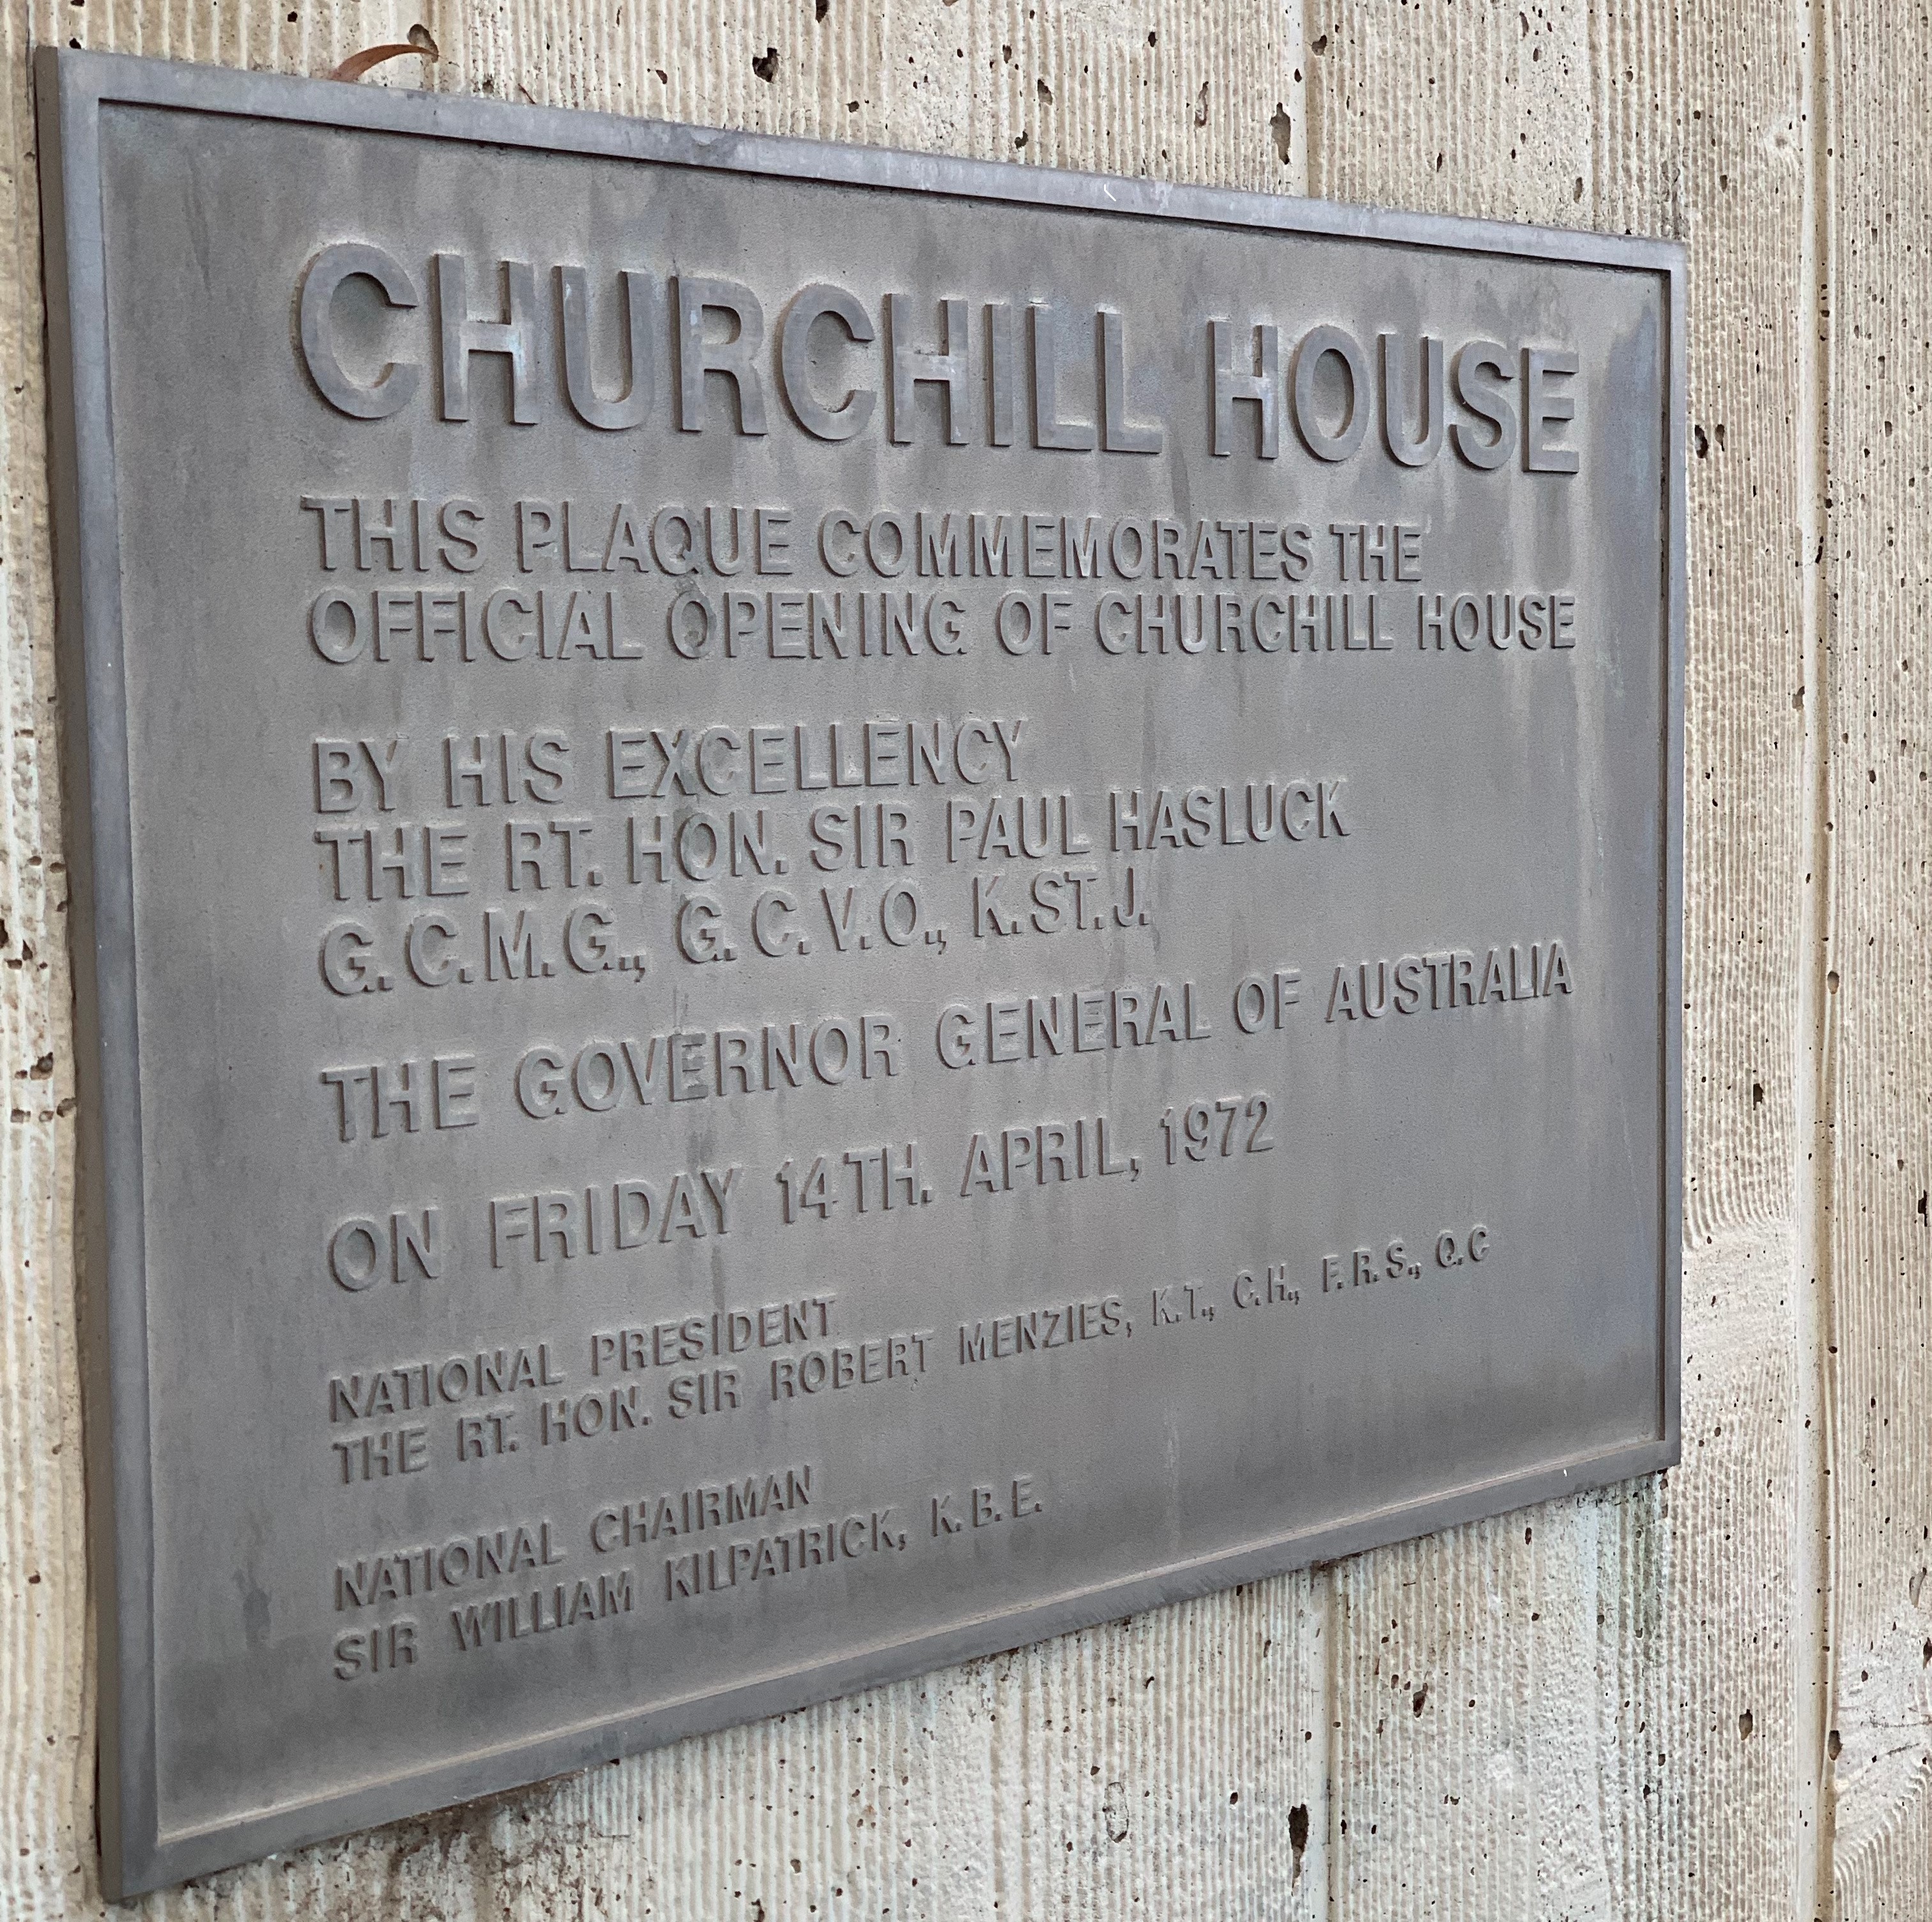 CHURCHILL HOUSE
THIS PLAQUE COMMEMORATES THE
OFFICIAL OPENING OF CHURCHILL HOUSE
BY HIS EXCELLENCY
THE RT. HON. SIR PAUL HASLUCK
G.C.M.G., G.C.V.O., K.ST.J.
THE GOVERNOR GENERAL OF AUSTRALIA
ON FRIDAY 14TH. APRIL, 1972
NATIONAL PRESIDENT
THE RT. HON. SIR ROBERT MENZIES, K.T., C.H., F.R.S., Q.C
NATIONAL CHAIRMAN
SIR WILLIAM KILPATRICK, K.B.E.